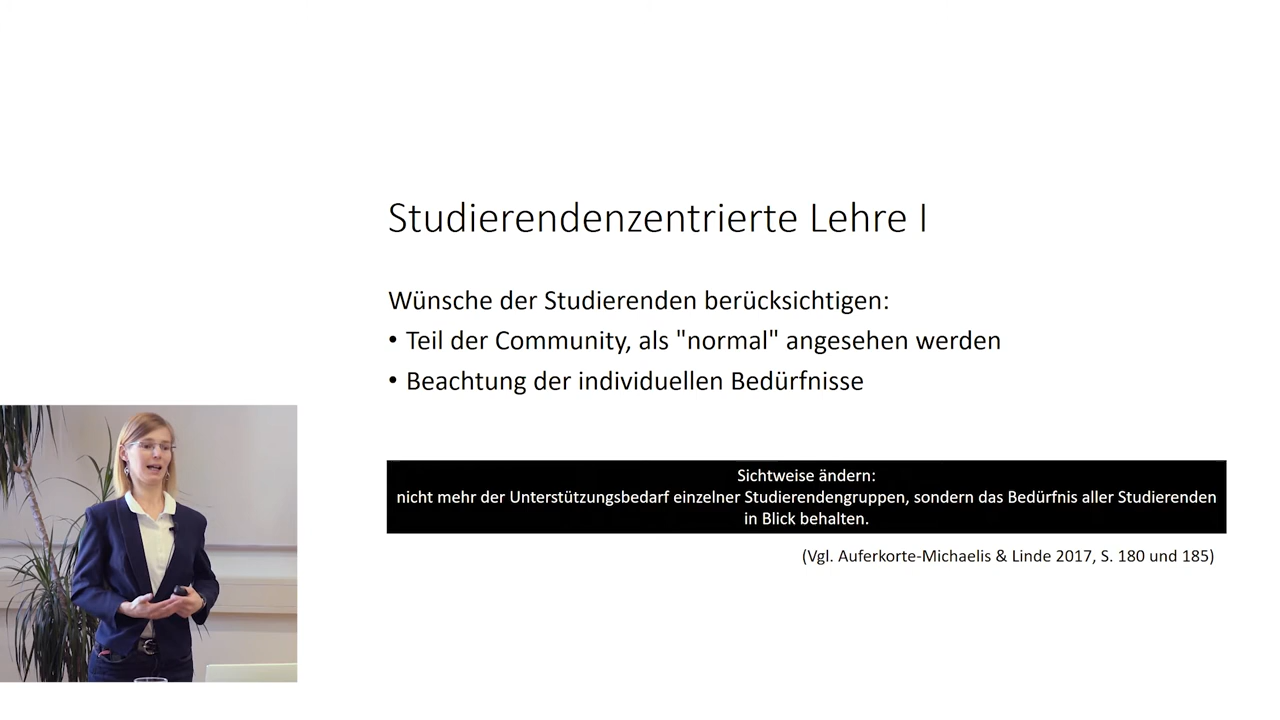 Studierendenzentrierte Lehre I
Wünsche der Studierenden berücksichtigen:
• Teil der Community, als "normal" angesehen werden
• Beachtung der individuellen Bedürfnisse
Sichtweise ändern:
nicht mehr der Unterstützungsbedarf einzelner Studierendengruppen, sondern das Bedürfnis aller Studierenden
in Blick behalten.
(Vgl. Auferkorte-Michaelis & Linde 2017, S. 180 und 185)